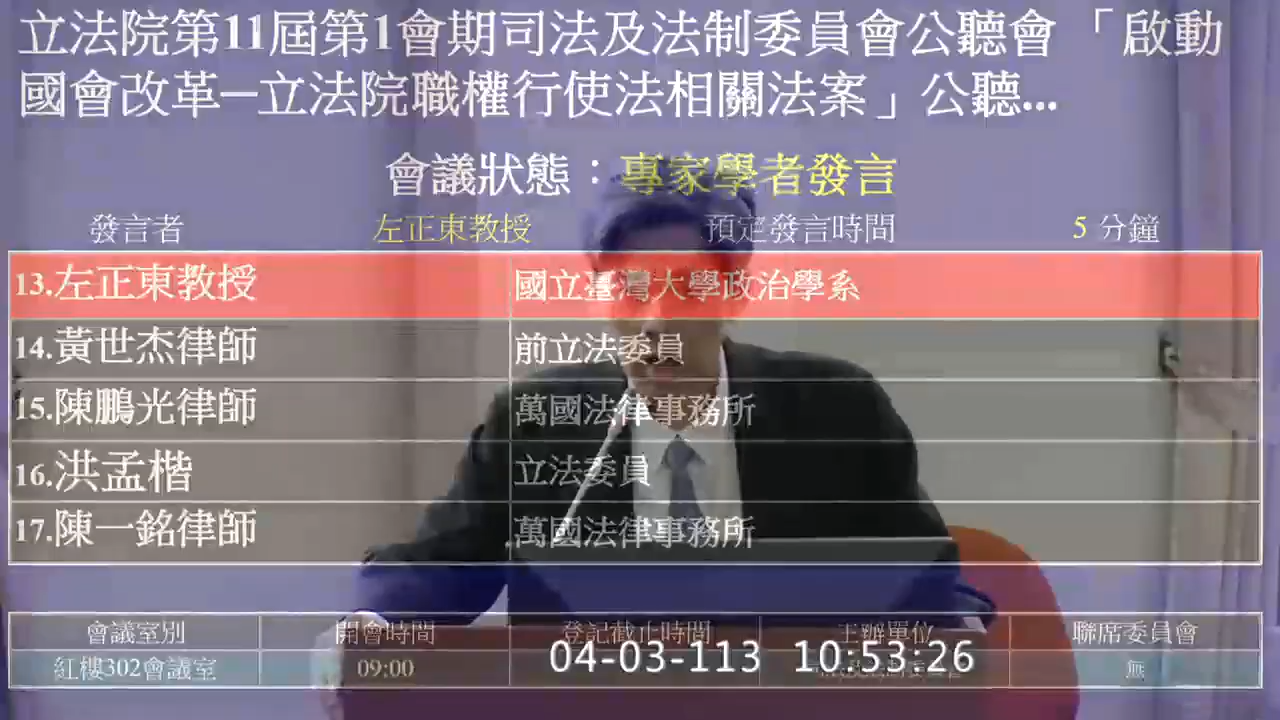 立法院第11屆第1會期司法及法制委員會公聽會 「啟動
國會改革─立法院職權行使法相關法案」公聽...
會議狀態：專家學者發言
發言者 左正東教授 預定發言時間 5 分鐘
13.左正東教授 國立臺灣大學政治學系
14.黃世杰律師 前立法委員
15.陳鵬光律師 萬國法律事務所
16.洪孟楷 立法委員
17.陳一銘律師 萬國法律事務所
會議室別 開會時間 登記截止時間 主辦單位 聯席委員會
紅樓302會議室 09:00 無
04-03-113 10:53:26